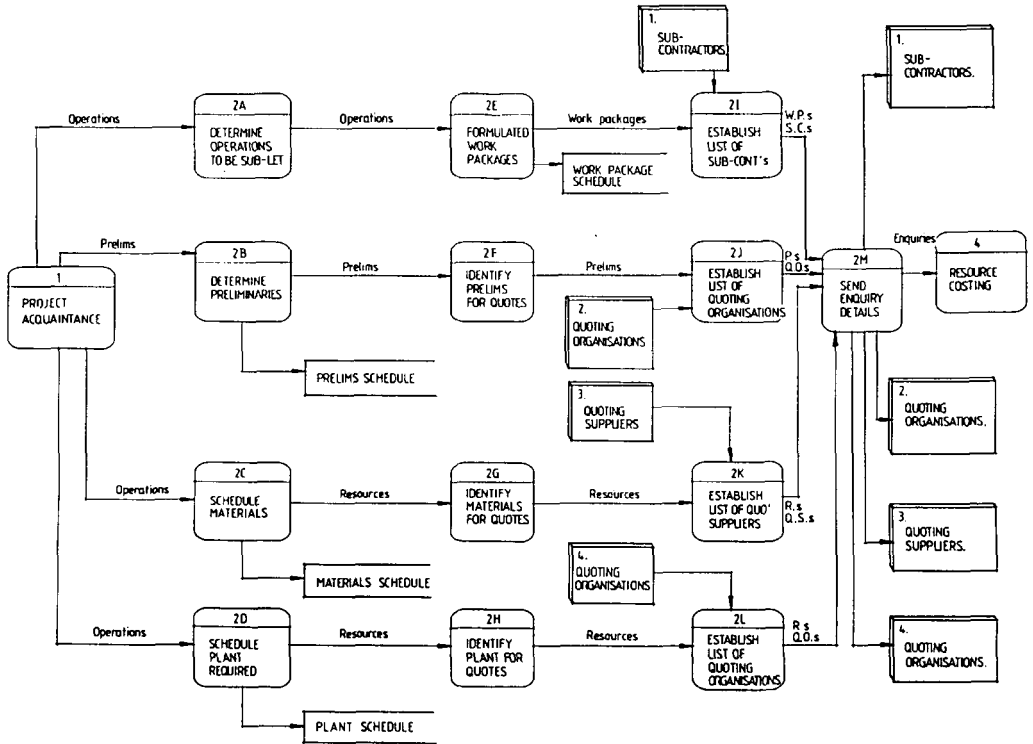 1.
SUB-
CONTRACTORS.
1.
SUB-
CONTRACTORS.
Operations
2A
DETERMINE
OPERATIONS
TO BE SUB-LET
Operations
2E
FORMULATED
WORK
PACKAGES
Work packages
2I
ESTABLISH
LIST OF
SUB-CONT's
W.P.s
S.C.s
WORK PACKAGE
SCHEDULE
Prelims
2B
DETERMINE
PRELIMINARIES
Prelims
2F
IDENTIFY
PRELIMS
FOR QUOTES
Prelims
2J
ESTABLISH
LIST OF
QUOTING
ORGANISATIONS
P.s
Q.O.s
2M
SEND
ENQUIRY
DETAILS
Enquiries
4
RESOURCE
COSTING
1
PROJECT
ACQUAINTANCE
2.
QUOTING
ORGANISATIONS
PRELIMS SCHEDULE
3.
QUOTING
SUPPLIERS
2.
QUOTING
ORGANISATIONS.
Operations
2C
SCHEDULE
MATERIALS
Resources
2G
IDENTIFY
MATERIALS
FOR QUOTES
Resources
2K
ESTABLISH
LIST OF QUO'
SUPPLIERS
R.s
Q.S.s
3.
QUOTING
SUPPLIERS.
MATERIALS SCHEDULE
4.
QUOTING
ORGANISATIONS
Operations
2D
SCHEDULE
PLANT
REQUIRED
Resources
2H
IDENTIFY
PLANT FOR
QUOTES
Resources
2L
ESTABLISH
LIST OF
QUOTING
ORGANISATIONS.
R s
Q.O.s
4.
QUOTING
ORGANISATIONS.
PLANT SCHEDULE